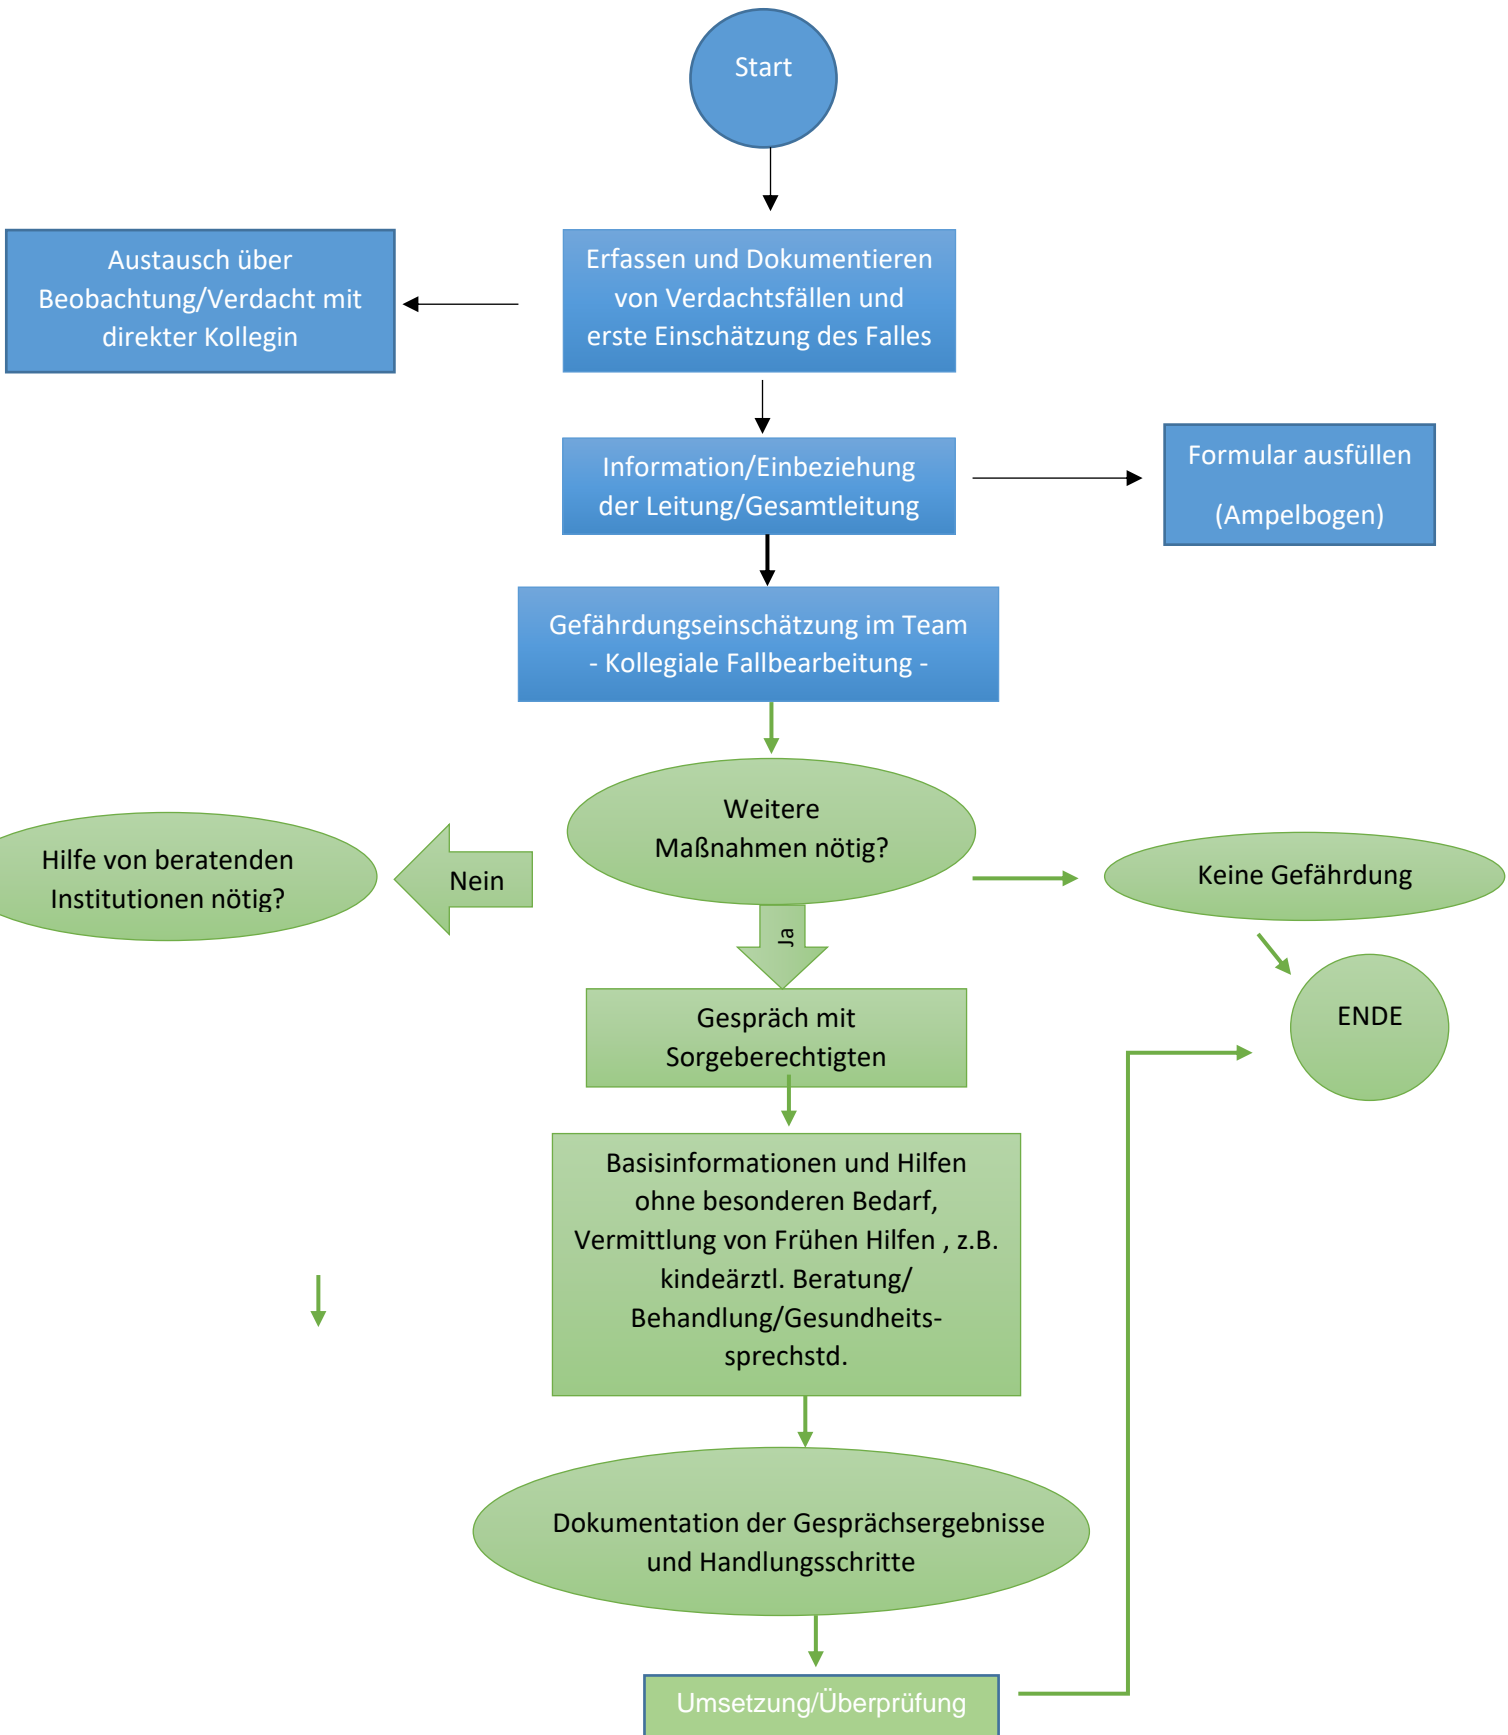 Start
Austausch über
Beobachtung/Verdacht mit
direkter Kollegin
Erfassen und Dokumentieren
von Verdachtsfällen und
erste Einschätzung des Falles
Information/Einbeziehung
der Leitung/Gesamtleitung
Formular ausfüllen
(Ampelbogen)
Gefährdungseinschätzung im Team
- Kollegiale Fallbearbeitung -
Weitere
Maßnahmen nötig?
Hilfe von beratenden
Institutionen nötig?
Nein
Keine Gefährdung
Ja
ENDE
Gespräch mit
Sorgeberechtigten
Basisinformationen und Hilfen
ohne besonderen Bedarf,
Vermittlung von Frühen Hilfen , z.B.
kindeärztl. Beratung/
Behandlung/Gesundheits-
sprechstd.
Dokumentation der Gesprächsergebnisse
und Handlungsschritte
Umsetzung/Überprüfung